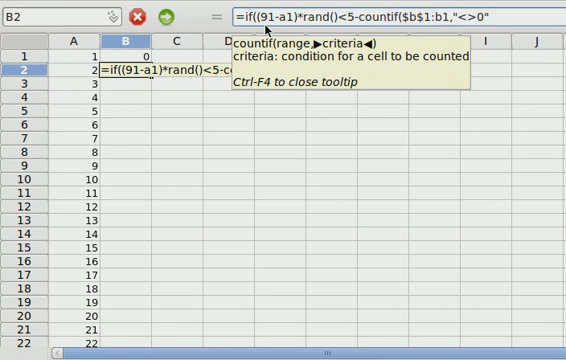 B2 = =if((91-a1)*rand()<5-countif($b$1:b1,"<>0"
countif(range,▶criteria◀)
criteria: condition for a cell to be counted
Ctrl-F4 to close tooltip
A B C D I J
1 1 0
2 2 =if((91-a1)*rand()<5-c
3 3
4 4
5 5
6 6
7 7
8 8
9 9
10 10
11 11
12 12
13 13
14 14
15 15
16 16
17 17
18 18
19 19
20 20
21 21
22 22